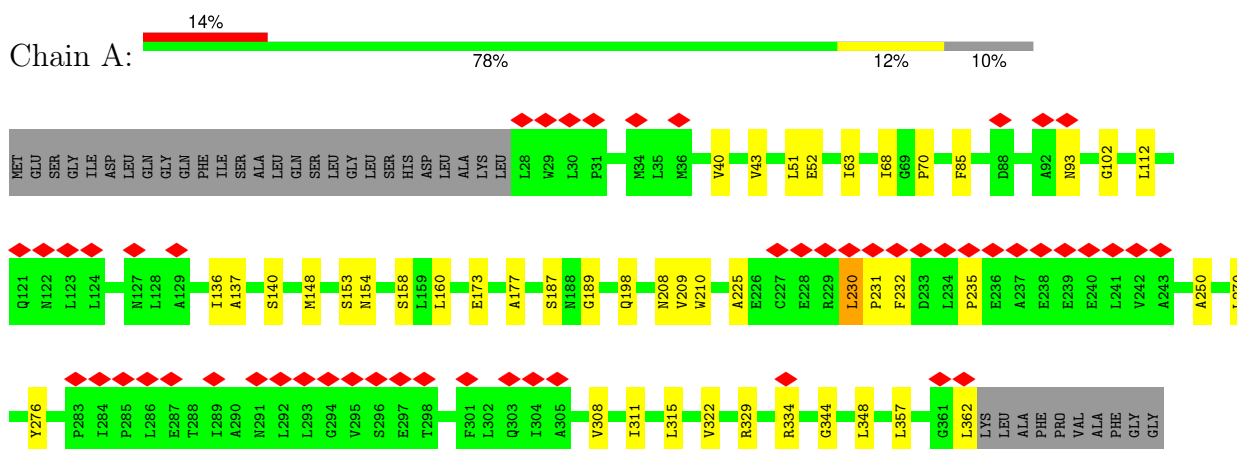 14%
Chain A:
78% 12% 10%
MET GLU SER GLY ILE ASP LEU GLN GLY GLN PHE ILE SER ALA LEU GLN SER LEU GLY LEU SER HIS ASP LEU ALA LYS LEU L28 W29 L30 P31 M34 L35 M36 V40 V43 L51 E52 I63 I68 G69 P70 F85 D88 A92 N93 G102 L112
Q121 N122 L123 L124 N127 L128 A129 I136 A137 S140 M148 S153 N154 S158 L159 L160 E173 A177 S187 N188 G189 Q198 N208 V209 W210 A225 E226 C227 E228 R229 L230 P231 F232 D233 L234 P235 E236 A237 E238 E239 E240 L241 V242 A243 A250
Y276 P283 I284 P285 L286 E287 T288 I289 A290 N291 L292 L293 G294 V295 S296 E297 T298 F301 L302 Q303 I304 A305 V308 I311 L315 V322 R329 R334 G344 L348 L357 G361 L362 LYS LEU ALA PHE PRO VAL ALA PHE GLY GLY